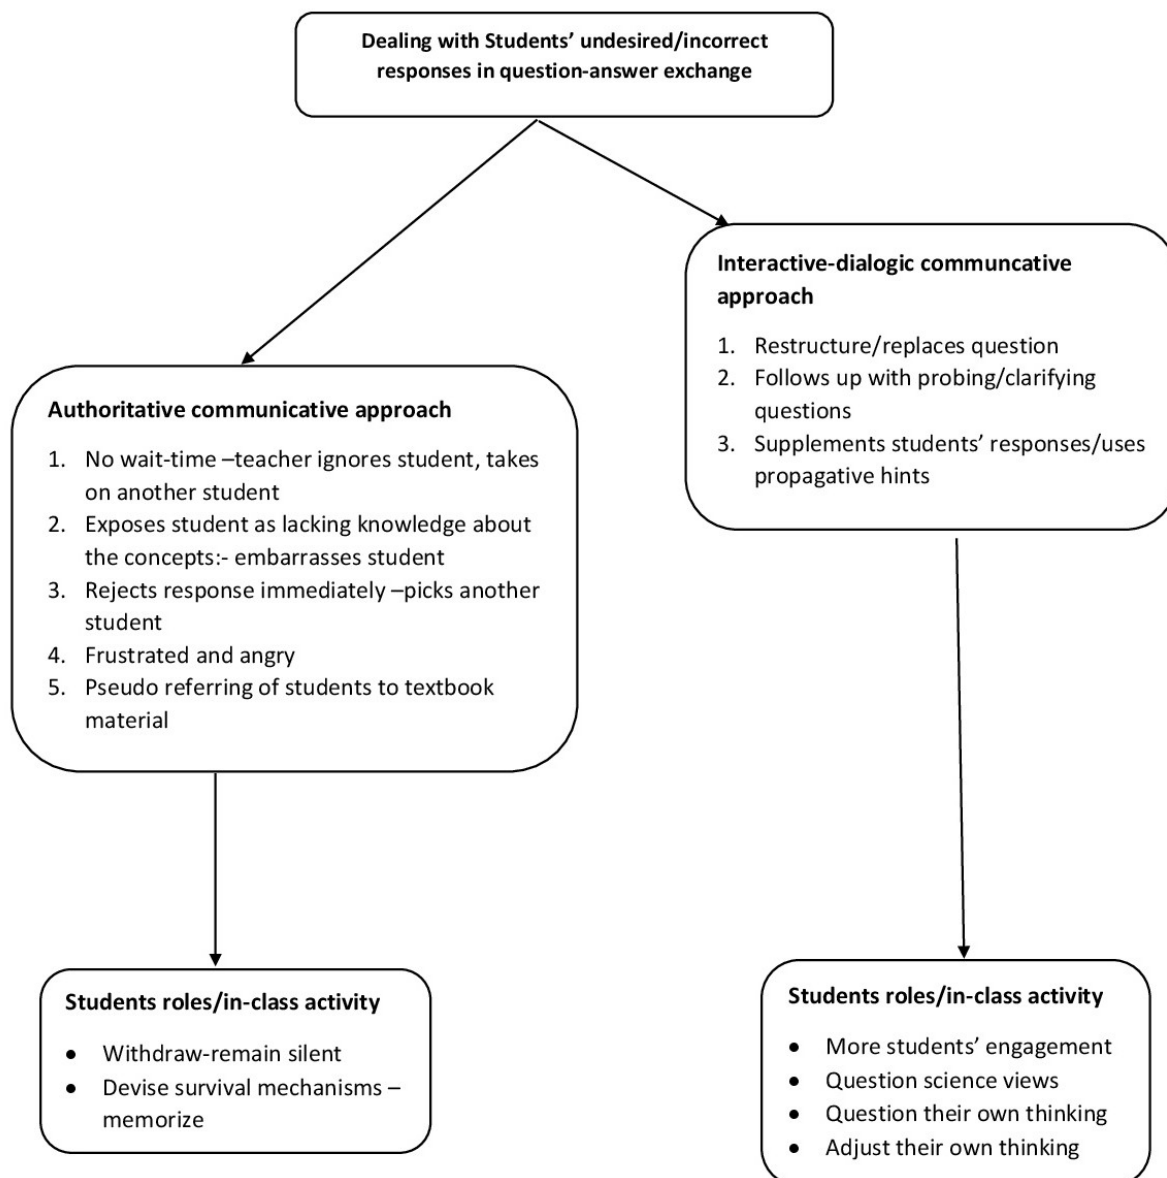 Dealing with Students' undesired/incorrect
responses in question-answer exchange
Interactive-dialogic communcative
approach
1. Restructure/replaces question
2. Follows up with probing/clarifying
questions
3. Supplements students' responses/uses
propagative hints
Authoritative communicative approach
1. No wait-time –teacher ignores student, takes
on another student
2. Exposes student as lacking knowledge about
the concepts:- embarrasses student
3. Rejects response immediately –picks another
student
4. Frustrated and angry
5. Pseudo referring of students to textbook
material
Students roles/in-class activity
● Withdraw-remain silent
● Devise survival mechanisms –
memorize
Students roles/in-class activity
● More students' engagement
● Question science views
● Question their own thinking
● Adjust their own thinking